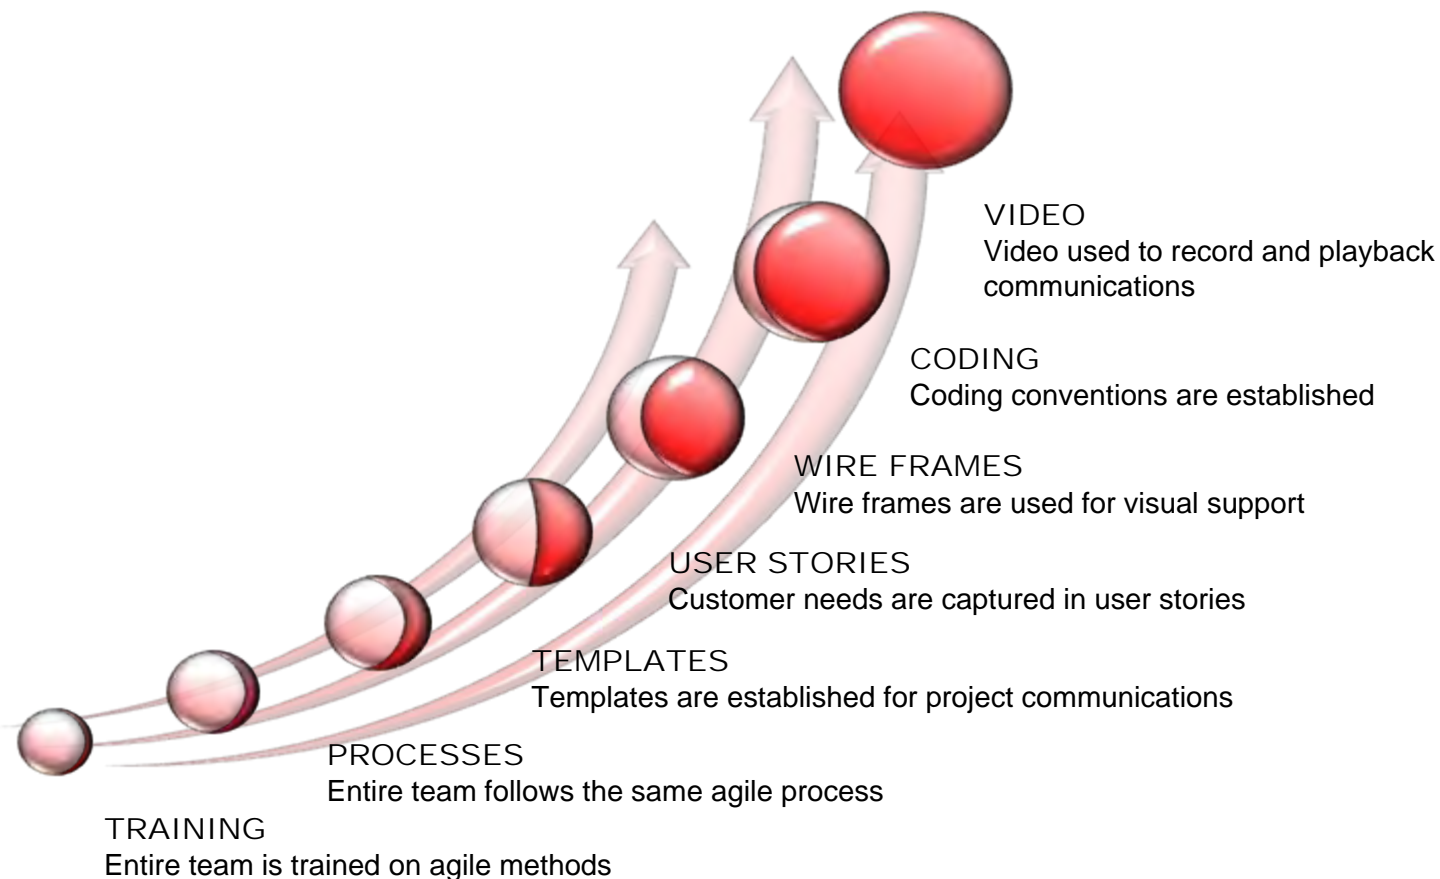 VIDEO
Video used to record and playback
communications
CODING
Coding conventions are established
WIRE FRAMES
Wire frames are used for visual support
USER STORIES
Customer needs are captured in user stories
TEMPLATES
Templates are established for project communications
PROCESSES
Entire team follows the same agile process
TRAINING
Entire team is trained on agile methods